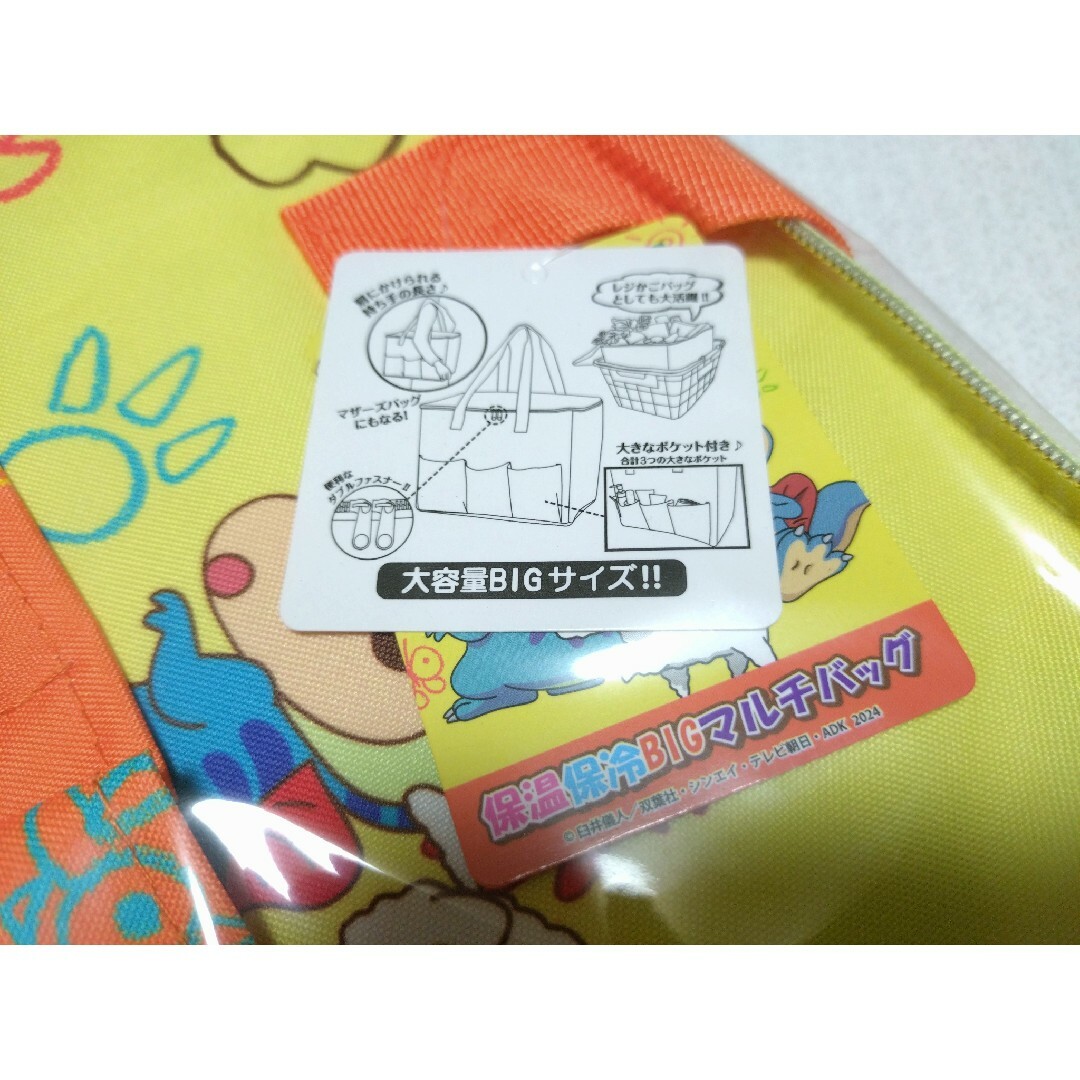 肩にかけられる
持ち手の長さ♪
レジかごバッグ
としても大活躍!!
マザーズバッグ
にもなる!
大きなポケット付き♪
合計3つの大きなポケット
便利な
ダブルファスナー!!
大容量BIGサイズ!!
保温保冷BIGマルチバッグ
©臼井儀人/双葉社・シンエイ・テレビ朝日・ADK 2024